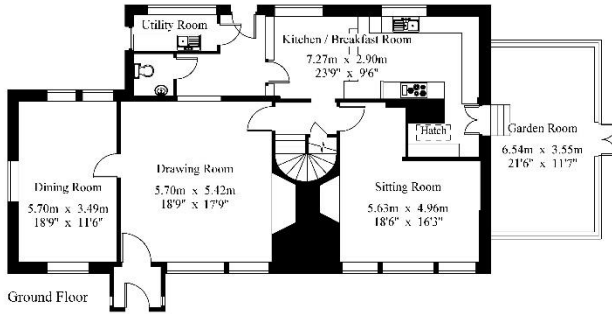 Utility Room
Kitchen / Breakfast Room
7.27m x 2.90m
23'9" x 9'6"
Hatch
Garden Room
6.54m x 3.55m
21'6" x 11'7"
Drawing Room
5.70m x 5.42m
18'9" x 17'9"
Dining Room
5.70m x 3.49m
18'9" x 11'6"
Sitting Room
5.63m x 4.96m
18'6" x 16'3"
Ground Floor